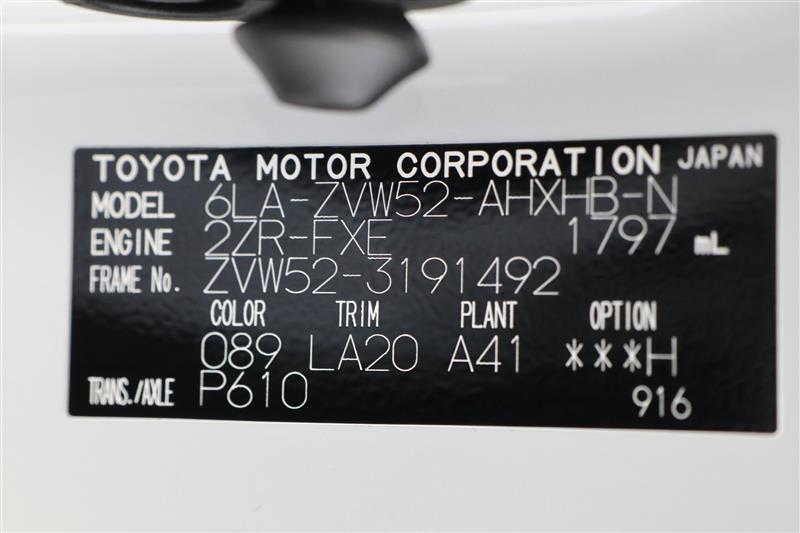 TOYOTA MOTOR CORPORATION JAPAN
MODEL 6LA-ZVW52-AHXHB-N
ENGINE 2ZR-FXE 1797 mL
FRAME No. ZVW52-3191492
COLOR TRIM PLANT OPTION
089 LA20 A41 ***H
TRANS./AXLE P610 916